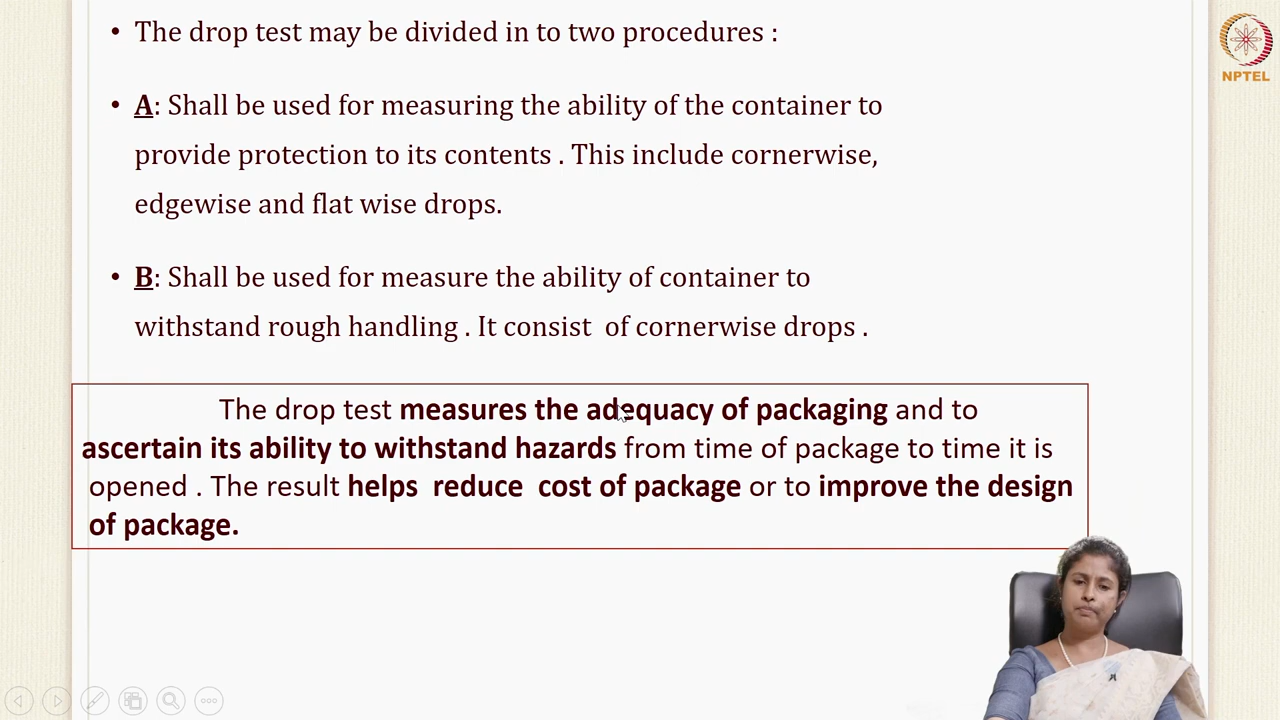 • The drop test may be divided in to two procedures :
NPTEL
• A: Shall be used for measuring the ability of the container to
provide protection to its contents . This include cornerwise,
edgewise and flat wise drops.
• B: Shall be used for measure the ability of container to
withstand rough handling . It consist  of cornerwise drops .
The drop test measures the adequacy of packaging and to
ascertain its ability to withstand hazards from time of package to time it is
opened . The result helps  reduce  cost of package or to improve the design
of package.